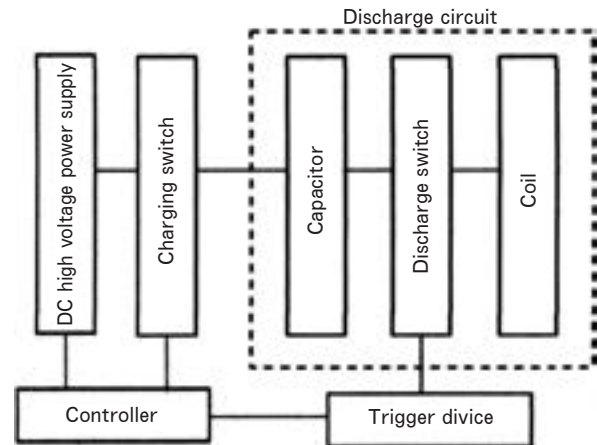 Discharge circuit
DC high voltage power supply
Charging switch
Capacitor
Discharge switch
Coil
Controller
Trigger divice